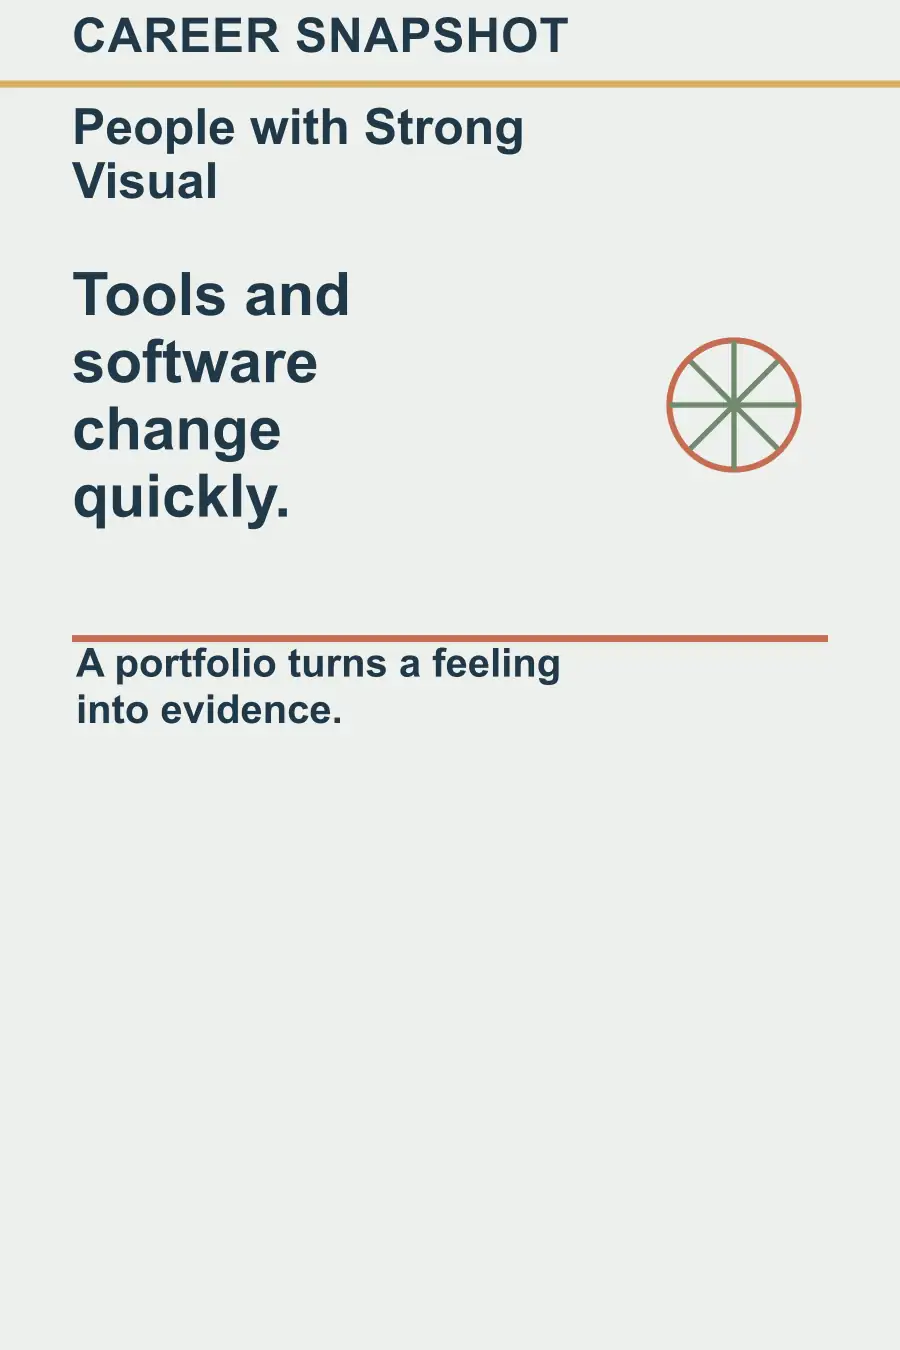 CAREER SNAPSHOT
People with Strong
Visual
Tools and
software
change
quickly.
A portfolio turns a feeling
into evidence.